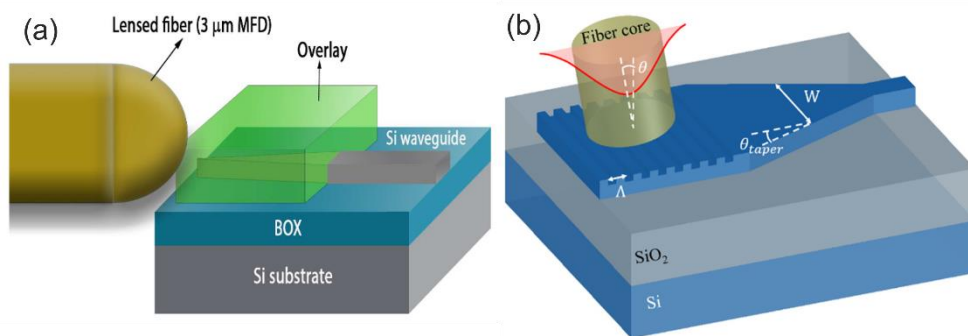 (a)
Lensed fiber (3 μm MFD)
Overlay
Si waveguide
BOX
Si substrate
(b)
Fiber core
θ
W
θtaper
Λ
SiO2
Si